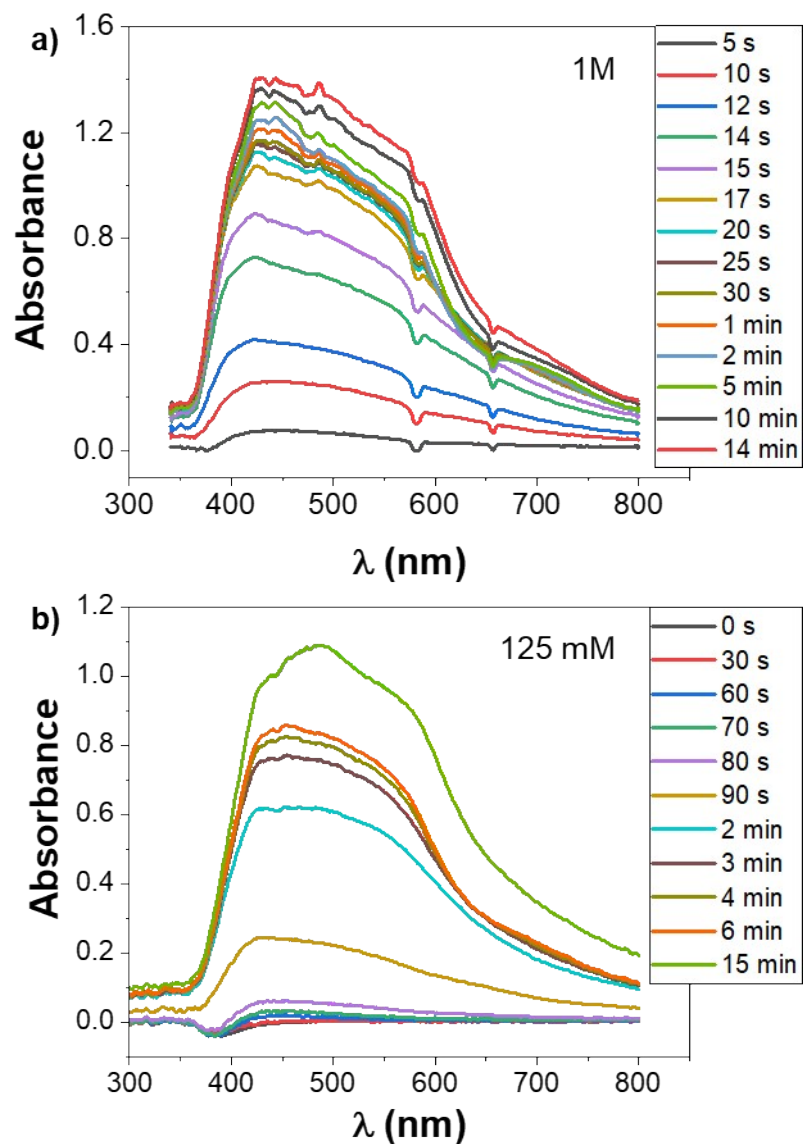 a)
1M
Absorbance
1.6
1.2
0.8
0.4
0.0
300 400 500 600 700 800
λ (nm)
5 s
10 s
12 s
14 s
15 s
17 s
20 s
25 s
30 s
1 min
2 min
5 min
10 min
14 min
b)
125 mM
Absorbance
1.2
1.0
0.8
0.6
0.4
0.2
0.0
300 400 500 600 700 800
λ (nm)
0 s
30 s
60 s
70 s
80 s
90 s
2 min
3 min
4 min
6 min
15 min